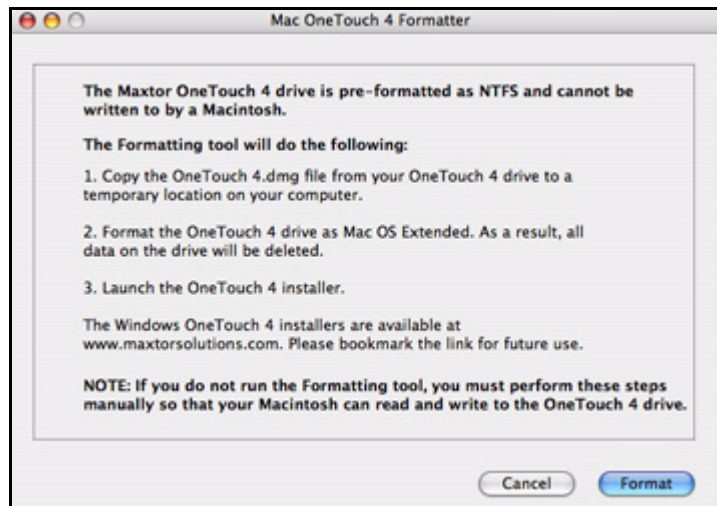 Mac OneTouch 4 Formatter
The Maxtor OneTouch 4 drive is pre-formatted as NTFS and cannot be
written to by a Macintosh.
The Formatting tool will do the following:
1. Copy the OneTouch 4.dmg file from your OneTouch 4 drive to a
temporary location on your computer.
2. Format the OneTouch 4 drive as Mac OS Extended. As a result, all
data on the drive will be deleted.
3. Launch the OneTouch 4 installer.
The Windows OneTouch 4 installers are available at
www.maxtorsolutions.com. Please bookmark the link for future use.
NOTE: If you do not run the Formatting tool, you must perform these steps
manually so that your Macintosh can read and write to the OneTouch 4 drive.
Cancel Format